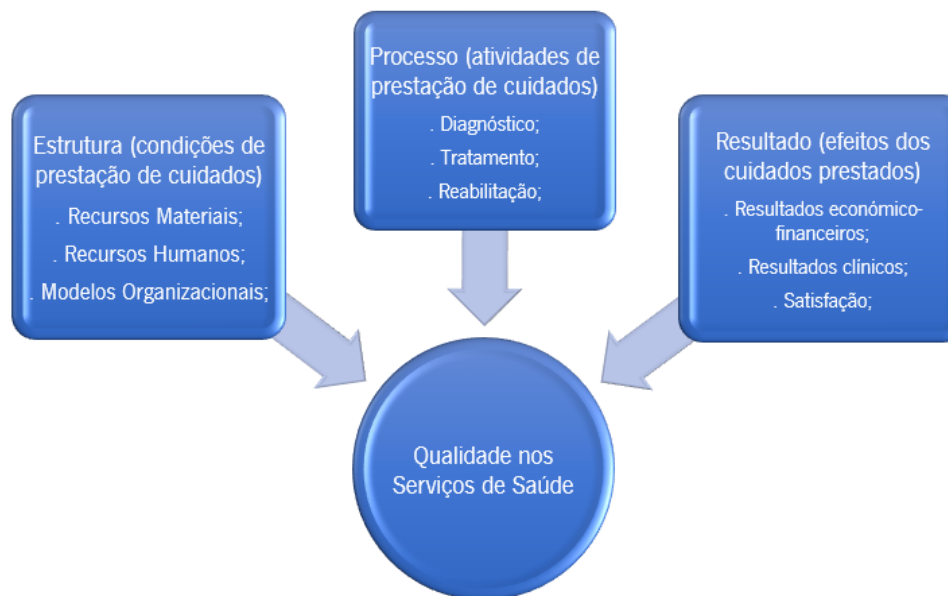 Estrutura (condições de
prestação de cuidados)
. Recursos Materiais;
. Recursos Humanos;
. Modelos Organizacionais;
Processo (atividades de
prestação de cuidados)
. Diagnóstico;
. Tratamento;
. Reabilitação;
Resultado (efeitos dos
cuidados prestados)
. Resultados económico-
financeiros;
. Resultados clínicos;
. Satisfação;
Qualidade nos
Serviços de Saúde